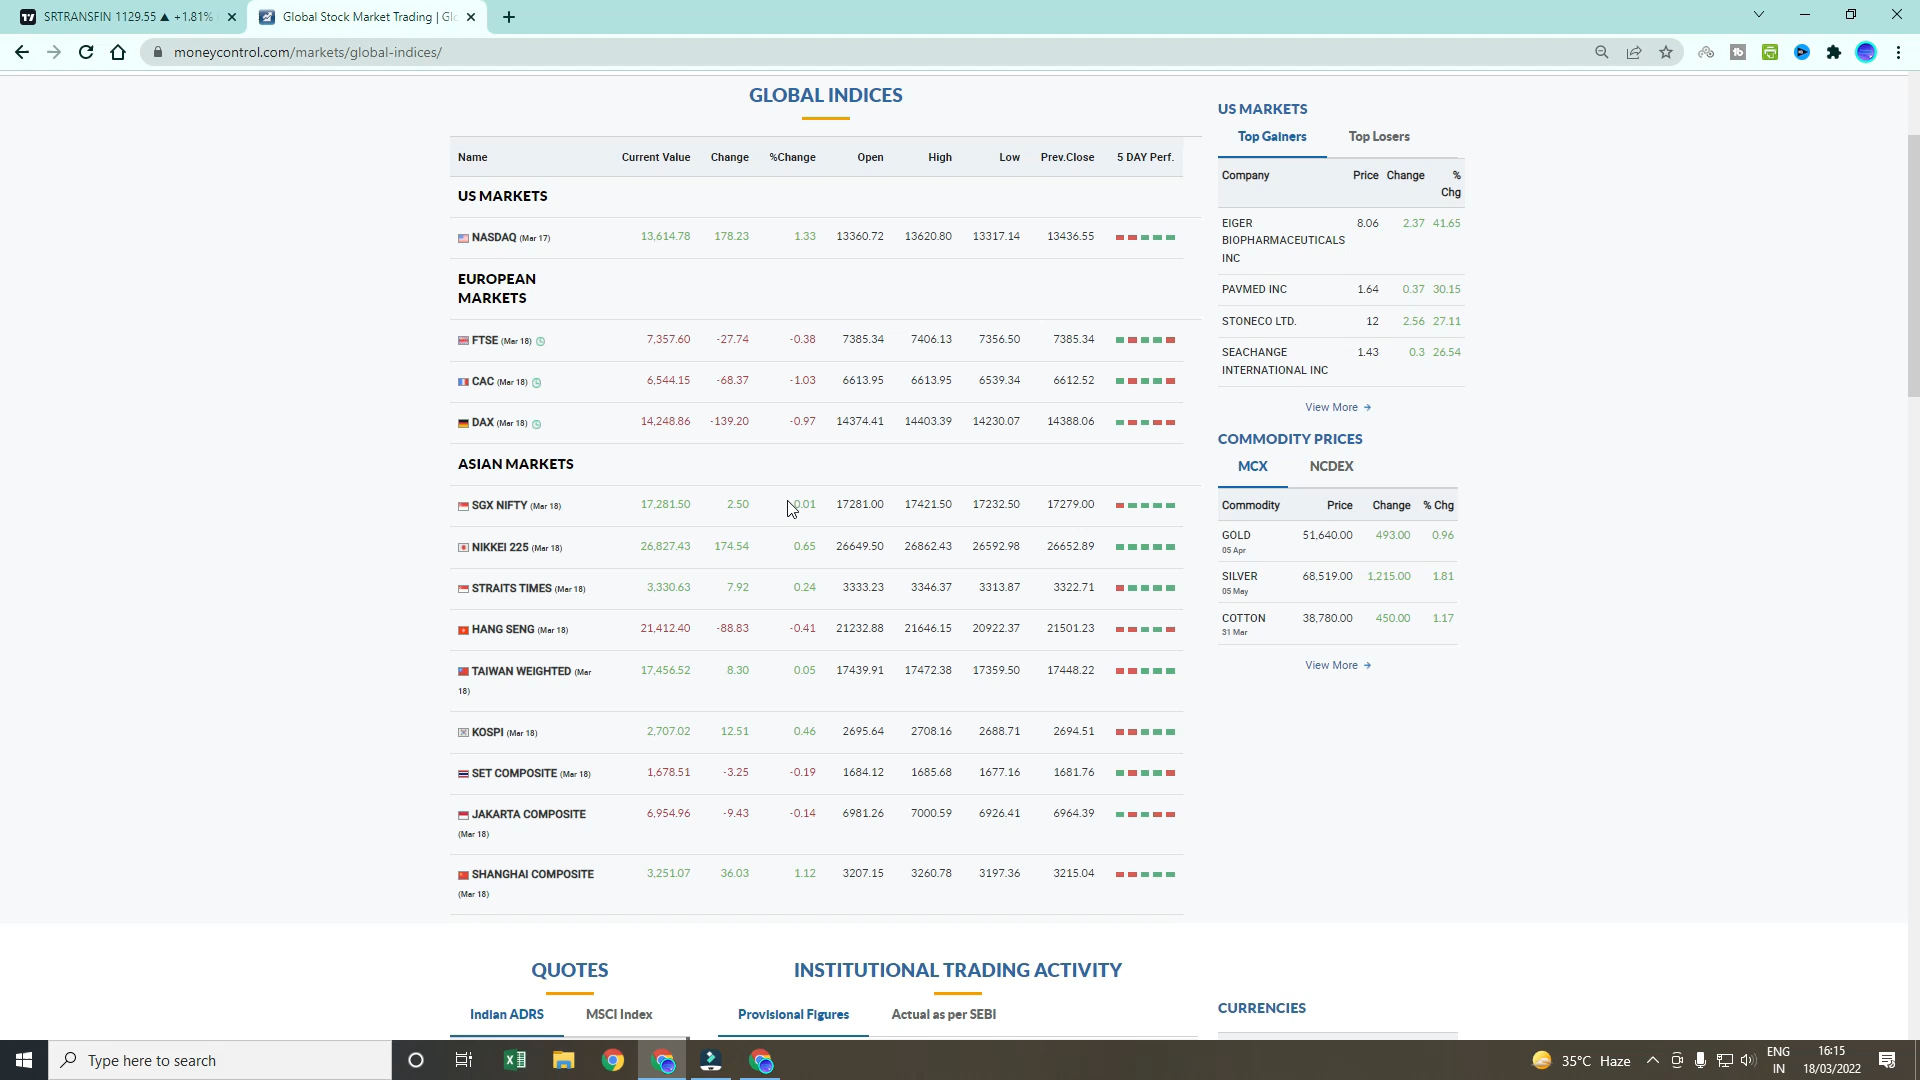 SRTRANSFIN 1129.55 ▲ +1.81%
Global Stock Market Trading | Glo
moneycontrol.com/markets/global-indices/
GLOBAL INDICES
Name Current Value Change %Change Open High Low Prev.Close 5 DAY Perf.
US MARKETS
NASDAQ (Mar 17) 13,614.78 178.23 1.33 13360.72 13620.80 13317.14 13436.55
EUROPEAN
MARKETS
FTSE (Mar 18) 7,357.60 -27.74 -0.38 7385.34 7406.13 7356.50 7385.34
CAC (Mar 18) 6,544.15 -68.37 -1.03 6613.95 6613.95 6539.34 6612.52
DAX (Mar 18) 14,248.86 -139.20 -0.97 14374.41 14403.39 14230.07 14388.06
ASIAN MARKETS
SGX NIFTY (Mar 18) 17,281.50 2.50 0.01 17281.00 17421.50 17232.50 17279.00
NIKKEI 225 (Mar 18) 26,827.43 174.54 0.65 26649.50 26862.43 26592.98 26652.89
STRAITS TIMES (Mar 18) 3,330.63 7.92 0.24 3333.23 3346.37 3313.87 3322.71
HANG SENG (Mar 18) 21,412.40 -88.83 -0.41 21232.88 21646.15 20922.37 21501.23
TAIWAN WEIGHTED (Mar 17,456.52 8.30 0.05 17439.91 17472.38 17359.50 17448.22
18)
KOSPI (Mar 18) 2,707.02 12.51 0.46 2695.64 2708.16 2688.71 2694.51
SET COMPOSITE (Mar 18) 1,678.51 -3.25 -0.19 1684.12 1685.68 1677.16 1681.76
JAKARTA COMPOSITE 6,954.96 -9.43 -0.14 6981.26 7000.59 6926.41 6964.39
(Mar 18)
SHANGHAI COMPOSITE 3,251.07 36.03 1.12 3207.15 3260.78 3197.36 3215.04
(Mar 18)
US MARKETS
Top Gainers Top Losers
Company Price Change %
Chg
EIGER 8.06 2.37 41.65
BIOPHARMACEUTICALS
INC
PAVMED INC 1.64 0.37 30.15
STONECO LTD. 12 2.56 27.11
SEACHANGE 1.43 0.3 26.54
INTERNATIONAL INC
View More →
COMMODITY PRICES
MCX NCDEX
Commodity Price Change % Chg
GOLD 51,640.00 493.00 0.96
05 Apr
SILVER 68,519.00 1,215.00 1.81
05 May
COTTON 38,780.00 450.00 1.17
31 Mar
View More →
QUOTES
Indian ADRS MSCI Index
INSTITUTIONAL TRADING ACTIVITY
Provisional Figures Actual as per SEBI
CURRENCIES
Type here to search
35°C Haze
ENG
IN
16:15
18/03/2022